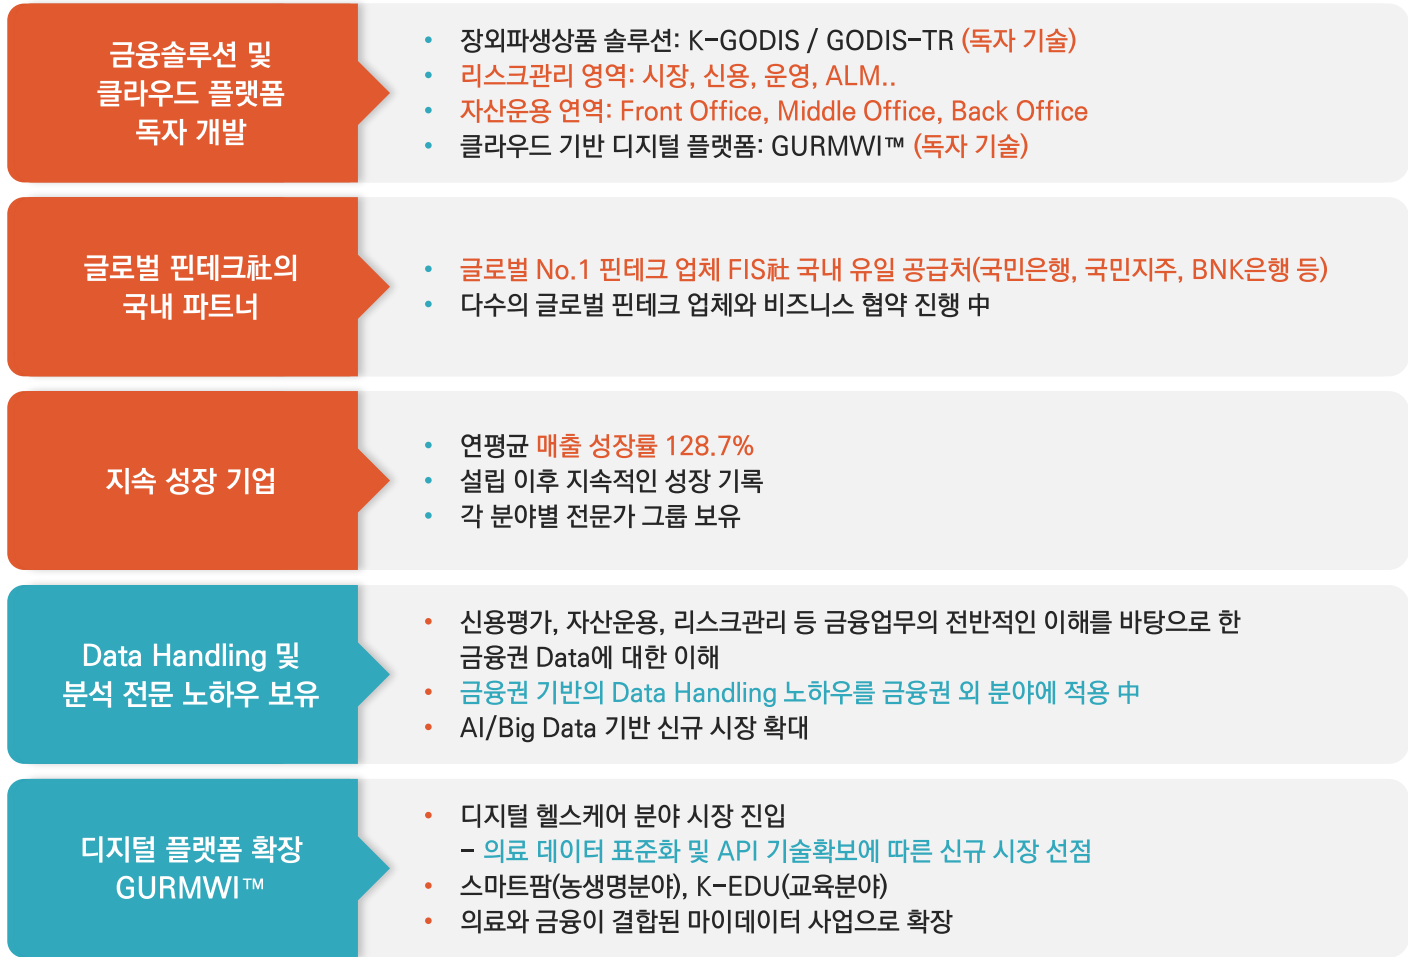 금융솔루션 및
클라우드 플랫폼
독자 개발
• 장외파생상품 솔루션: K-GODIS / GODIS-TR (독자 기술)
• 리스크관리 영역: 시장, 신용, 운영, ALM..
• 자산운용 연역: Front Office, Middle Office, Back Office
• 클라우드 기반 디지털 플랫폼: GURMWI™ (독자 기술)
글로벌 핀테크社의
국내 파트너
• 글로벌 No.1 핀테크 업체 FIS社 국내 유일 공급처(국민은행, 국민지주, BNK은행 등)
• 다수의 글로벌 핀테크 업체와 비즈니스 협약 진행 中
지속 성장 기업
• 연평균 매출 성장률 128.7%
• 설립 이후 지속적인 성장 기록
• 각 분야별 전문가 그룹 보유
Data Handling 및
분석 전문 노하우 보유
• 신용평가, 자산운용, 리스크관리 등 금융업무의 전반적인 이해를 바탕으로 한
금융권 Data에 대한 이해
• 금융권 기반의 Data Handling 노하우를 금융권 외 분야에 적용 中
• AI/Big Data 기반 신규 시장 확대
디지털 플랫폼 확장
GURMWI™
• 디지털 헬스케어 분야 시장 진입
- 의료 데이터 표준화 및 API 기술확보에 따른 신규 시장 선점
• 스마트팜(농생명분야), K-EDU(교육분야)
• 의료와 금융이 결합된 마이데이터 사업으로 확장